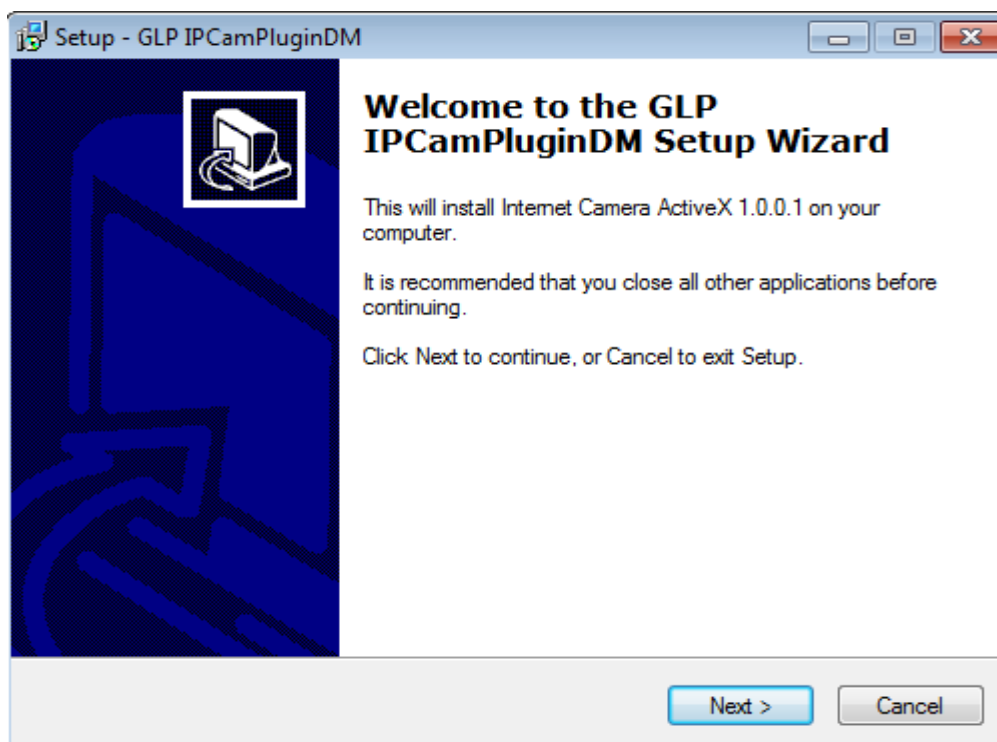 Setup - GLP IPCamPluginDM
Welcome to the GLP
IPCamPluginDM Setup Wizard
This will install Internet Camera ActiveX 1.0.0.1 on your
computer.
It is recommended that you close all other applications before
continuing.
Click Next to continue, or Cancel to exit Setup.
Next >
Cancel